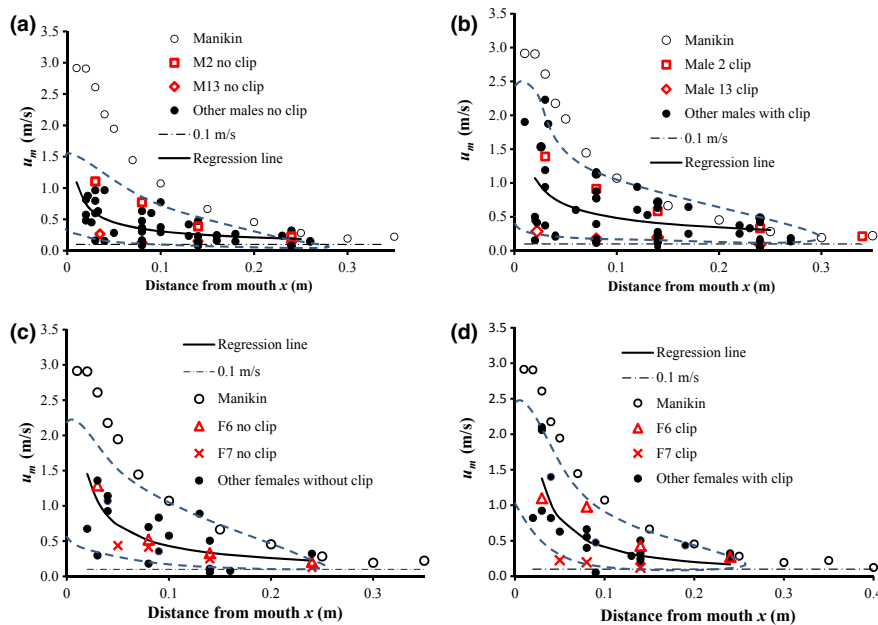 (a)
u_m (m/s)
3.5
3.0
2.5
2.0
1.5
1.0
0.5
0.0
Manikin
M2 no clip
M13 no clip
Other males no clip
0.1 m/s
Regression line
0 0.1 0.2 0.3
Distance from mouth x (m)
(b)
u_m (m/s)
3.5
3.0
2.5
2.0
1.5
1.0
0.5
0.0
Manikin
Male 2 clip
Male 13 clip
Other males with clip
0.1 m/s
Regression line
0 0.1 0.2 0.3
Distance from mouth x (m)
(c)
u_m (m/s)
3.5
3.0
2.5
2.0
1.5
1.0
0.5
0.0
Regression line
0.1 m/s
Manikin
F6 no clip
F7 no clip
Other females without clip
0 0.1 0.2 0.3
Distance from mouth x (m)
(d)
u_m (m/s)
3.5
3.0
2.5
2.0
1.5
1.0
0.5
0.0
Regression line
0.1 m/s
Manikin
F6 clip
F7 clip
Other females with clip
0 0.1 0.2 0.3 0.4
Distance from mouth x (m)